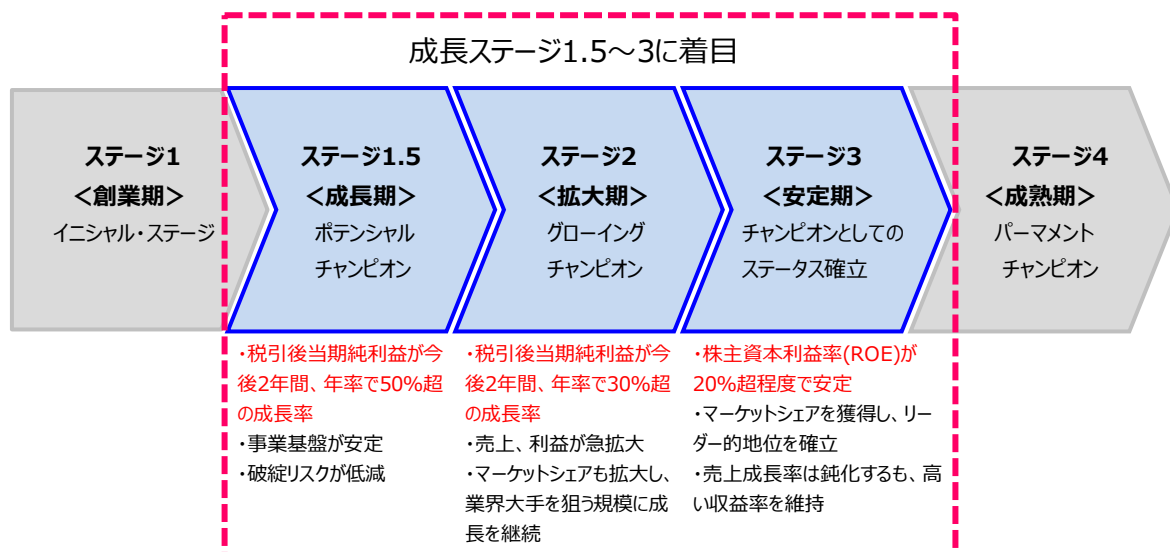 成長ステージ1.5～3に着目
ステージ1
＜創業期＞
イニシャル・ステージ
ステージ1.5
＜成長期＞
ポテンシャル
チャンピオン
ステージ2
＜拡大期＞
グローイング
チャンピオン
ステージ3
＜安定期＞
チャンピオンとしての
ステータス確立
ステージ4
＜成熟期＞
パーマメント
チャンピオン
・税引後当期純利益が今
後2年間、年率で50%超
の成長率
・事業基盤が安定
・破綻リスクが低減
・税引後当期純利益が今
後2年間、年率で30%超
の成長率
・売上、利益が急拡大
・マーケットシェアも拡大し、
業界大手を狙う規模に成
長を継続
・株主資本利益率(ROE)が
20%超程度で安定
・マーケットシェアを獲得し、リー
ダー的地位を確立
・売上成長率は鈍化するも、高
い収益率を維持